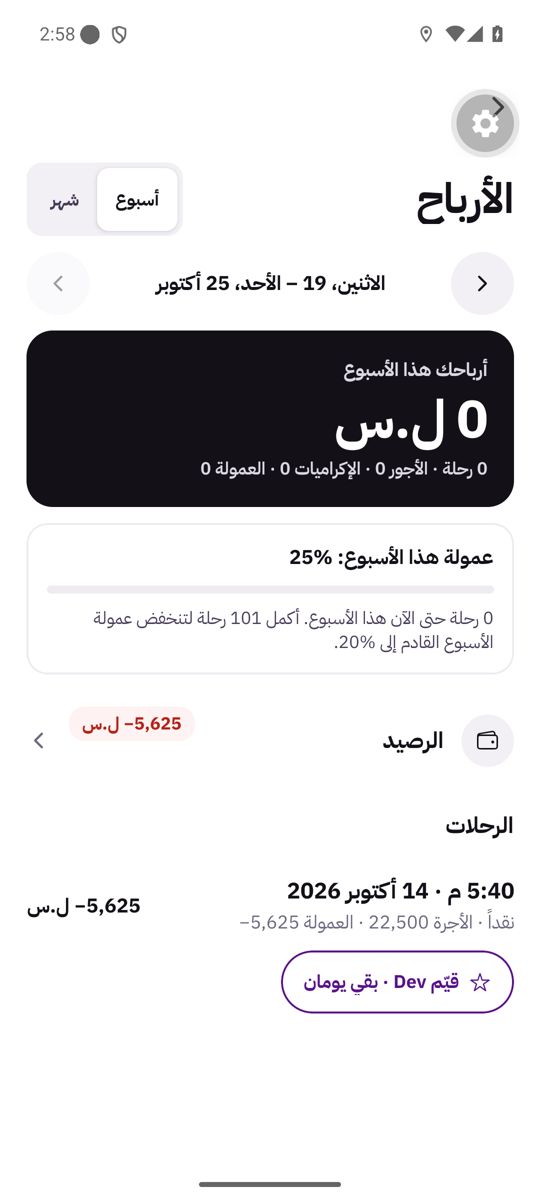 2:58
الأرباح
أسبوع
شهر
الاثنين، 19 – الأحد، 25 أكتوبر
أرباحك هذا الأسبوع
0 ل.س
0 رحلة · الأجور 0 · الإكراميات 0 · العمولة 0
عمولة هذا الأسبوع: 25%
0 رحلة حتى الآن هذا الأسبوع. أكمل 101 رحلة لتنخفض عمولة
الأسبوع القادم إلى 20%.
الرصيد
−5,625 ل.س
الرحلات
5:40 م · 14 أكتوبر 2026
−5,625 ل.س
نقداً · الأجرة 22,500 · العمولة −5,625
قيّم Dev · بقي يومان